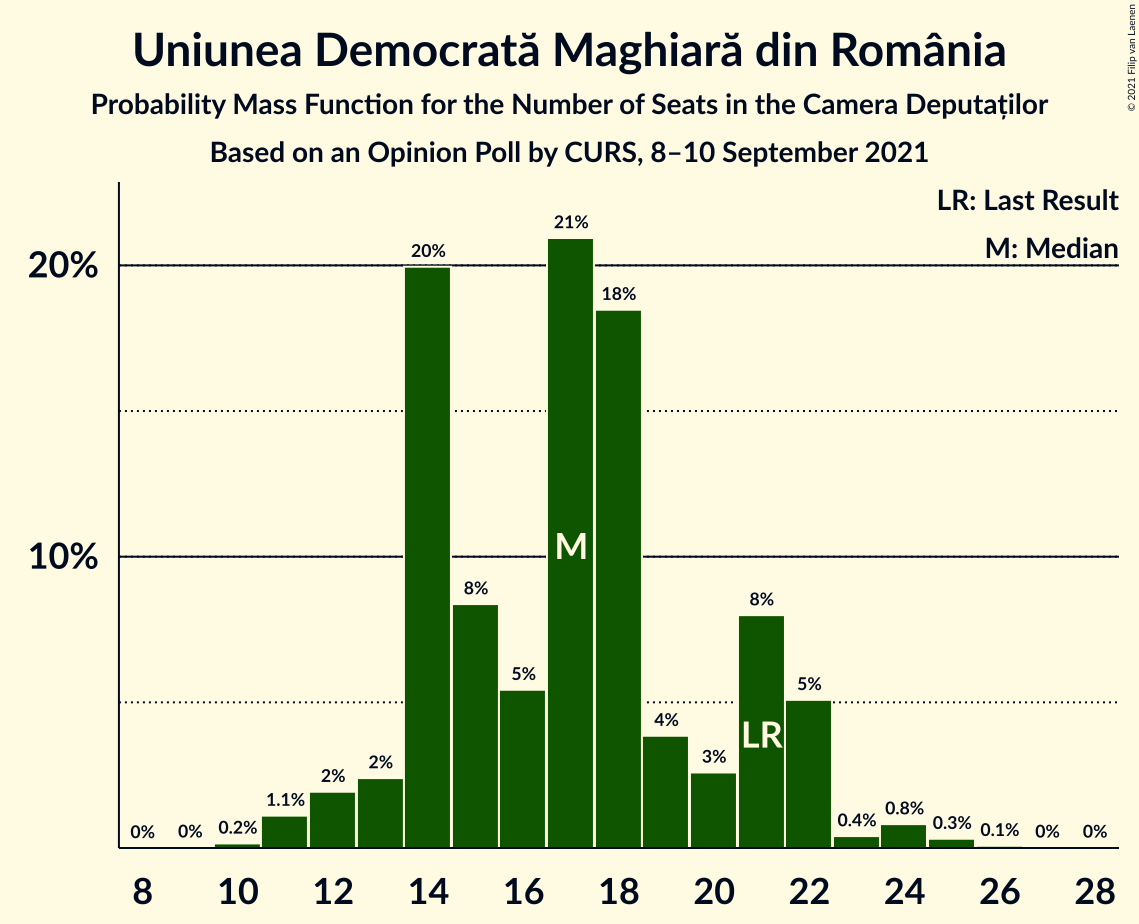 Uniunea Democrată Maghiară din România
Probability Mass Function for the Number of Seats in the Camera Deputaților
Based on an Opinion Poll by CURS, 8–10 September 2021
© 2021 Filip van Laenen
LR: Last Result
M: Median
20%
10%
0%
0%
0.2%
1.1%
2%
2%
20%
8%
5%
21%
18%
4%
3%
8%
5%
0.4%
0.8%
0.3%
0.1%
0%
0%
M
LR
8 10 12 14 16 18 20 22 24 26 28